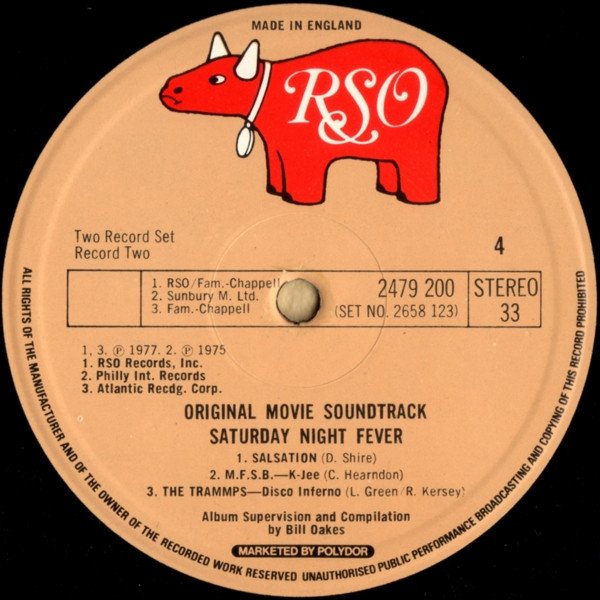 MADE IN ENGLAND
RSO
Two Record Set
Record Two
4
1. RSO/Fam.-Chappell
2. Sunbury M. Ltd.
3. Fam.-Chappell
2479 200
(SET NO. 2658 123)
STEREO
33
1, 3. ℗ 1977. 2. ℗ 1975
1. RSO Records, Inc.
2. Philly Int. Records
3. Atlantic Recdg. Corp.
ORIGINAL MOVIE SOUNDTRACK
SATURDAY NIGHT FEVER
1. SALSATION (D. Shire)
2. M.F.S.B.—K-Jee (C. Hearndon)
3. THE TRAMMPS—Disco Inferno (L. Green/R. Kersey)
Album Supervision and Compilation
by Bill Oakes
MARKETED BY POLYDOR
ALL RIGHTS OF THE MANUFACTURER AND OF THE OWNER OF THE RECORDED WORK RESERVED UNAUTHORISED PUBLIC PERFORMANCE BROADCASTING AND COPYING OF THIS RECORD PROHIBITED